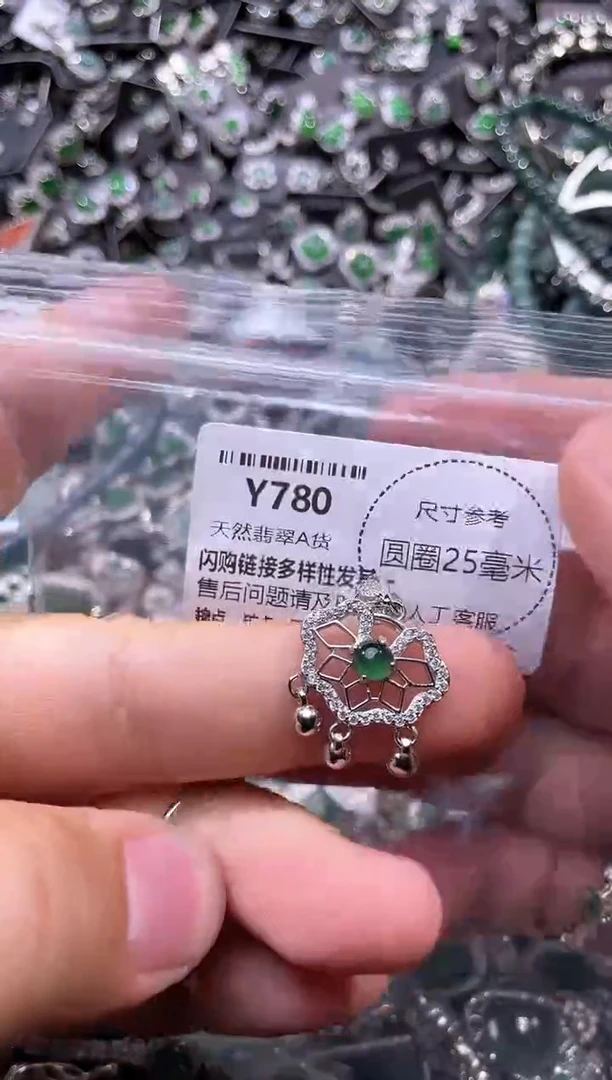 Y780
天然翡翠A货
闪购链接多样性发
售后问题请及
人工客服
尺寸参考
圆圈25毫米